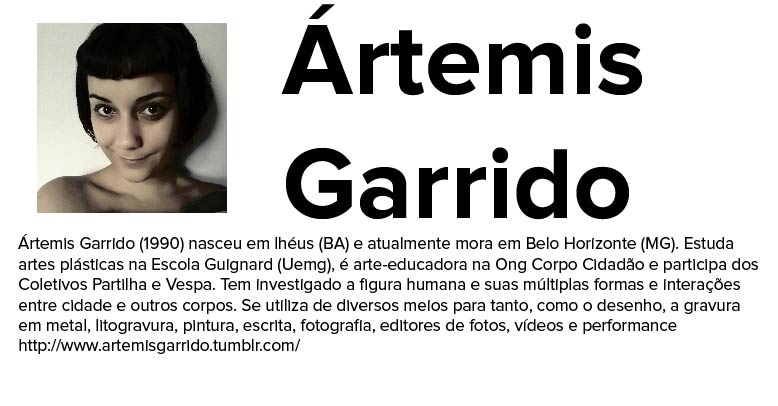 Ártemis
Garrido
Ártemis Garrido (1990) nasceu em Ihéus (BA) e atualmente mora em Belo Horizonte (MG). Estuda
artes plásticas na Escola Guignard (Uemg), é arte-educadora na Ong Corpo Cidadão e participa dos
Coletivos Partilha e Vespa. Tem investigado a figura humana e suas múltiplas formas e interações
entre cidade e outros corpos. Se utiliza de diversos meios para tanto, como o desenho, a gravura
em metal, litogravura, pintura, escrita, fotografia, editores de fotos, vídeos e performance
http://www.artemisgarrido.tumblr.com/